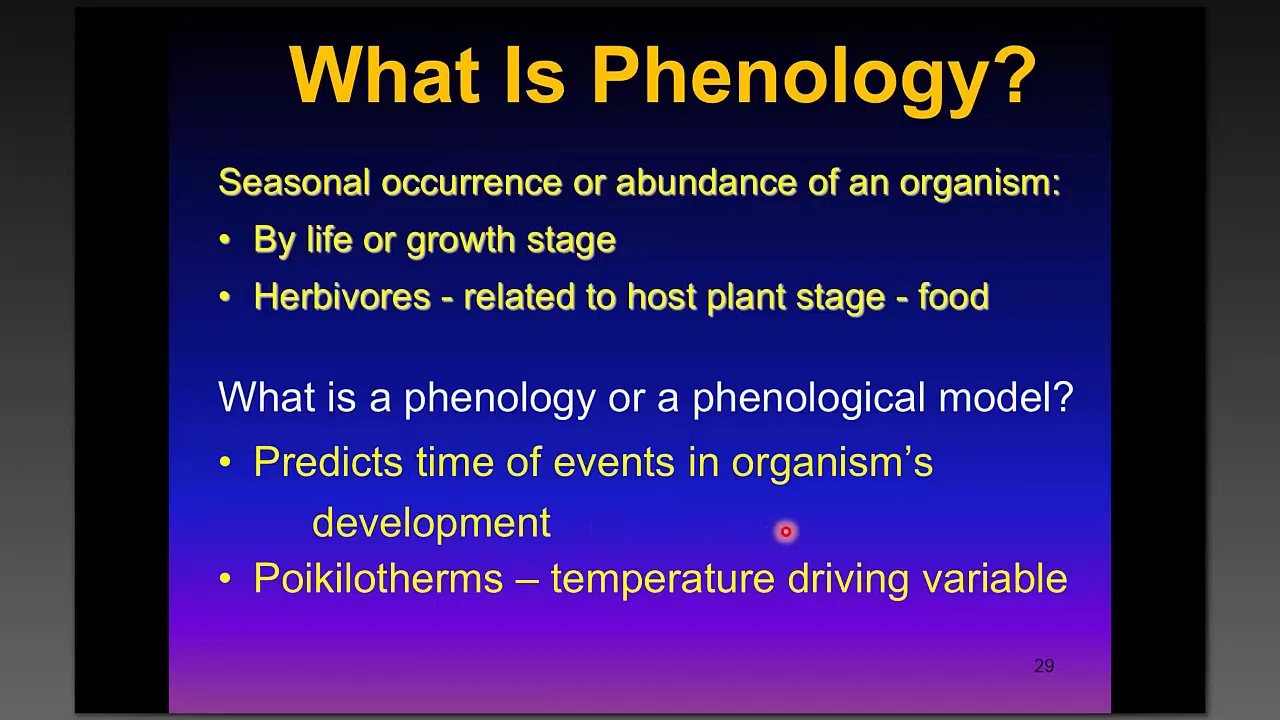 What Is Phenology?
Seasonal occurrence or abundance of an organism:
• By life or growth stage
• Herbivores - related to host plant stage - food
What is a phenology or a phenological model?
• Predicts time of events in organism’s
development
• Poikilotherms – temperature driving variable
29